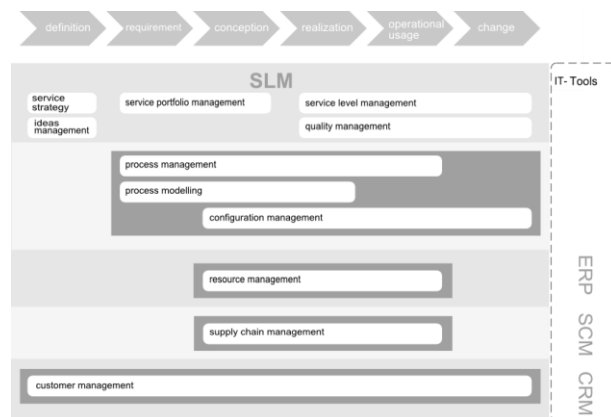 definition
requirement
conception
realization
operational
usage
change
SLM
IT- Tools
service
strategy
service portfolio management
service level management
ideas
management
quality management
process management
process modelling
configuration management
resource management
ERP
supply chain management
SCM
customer management
CRM